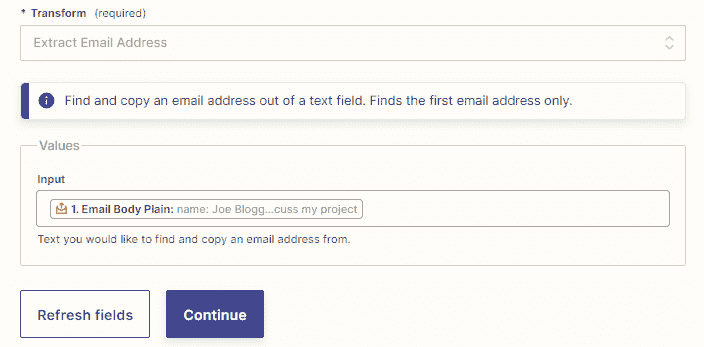 * Transform (required)
Extract Email Address
Find and copy an email address out of a text field. Finds the first email address only.
Values
Input
1. Email Body Plain: name: Joe Blogg...cuss my project
Text you would like to find and copy an email address from.
Refresh fields
Continue